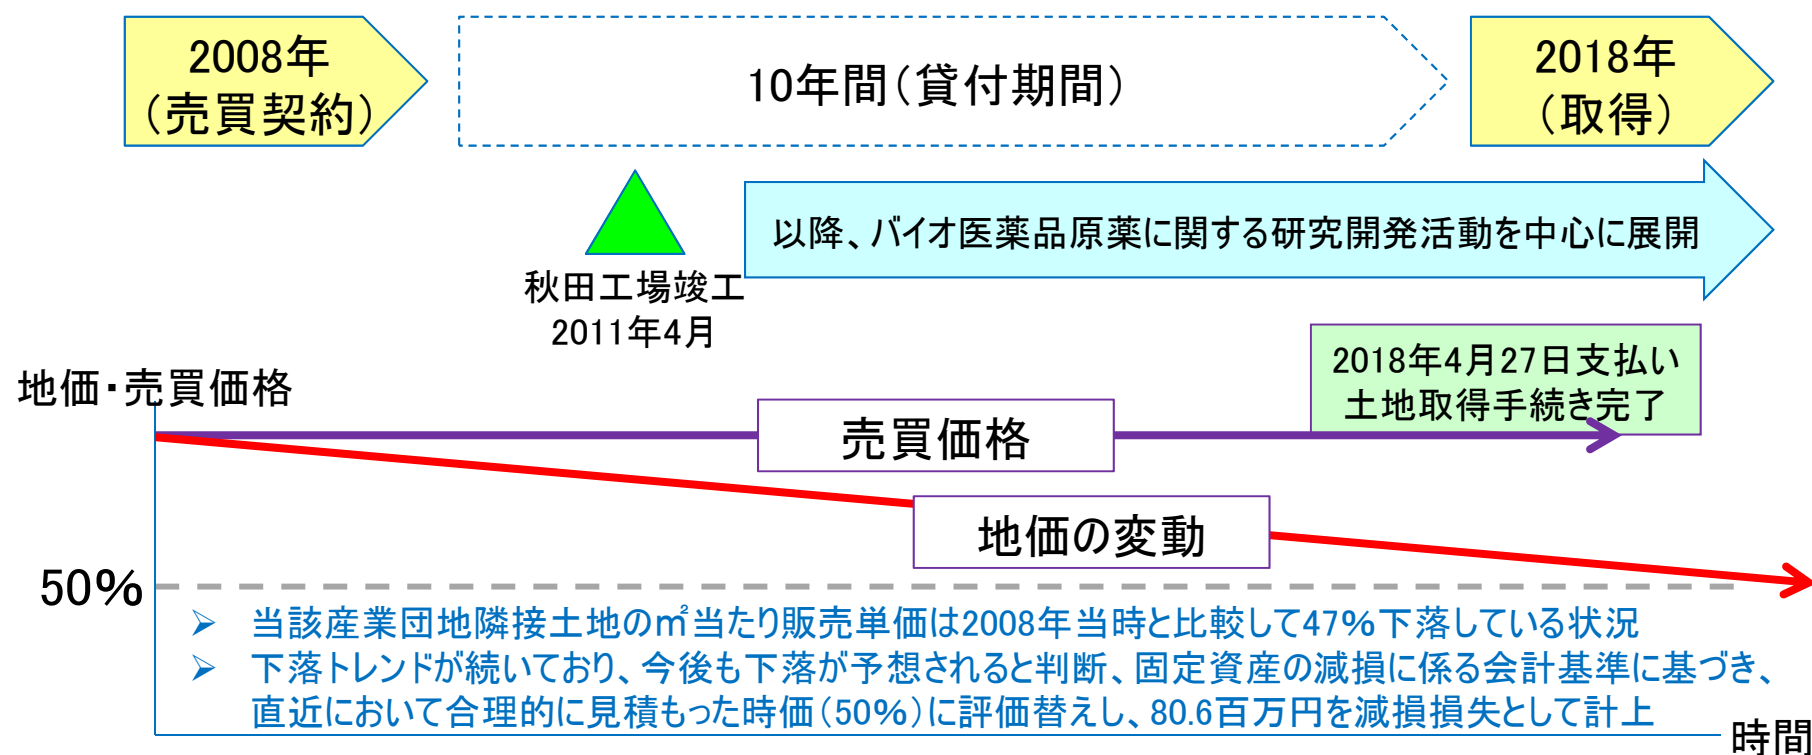 2008年
（売買契約）
10年間（貸付期間）
2018年
（取得）
以降、バイオ医薬品原薬に関する研究開発活動を中心に展開
秋田工場竣工
2011年4月
2018年4月27日支払い
土地取得手続き完了
地価・売買価格
売買価格
地価の変動
50%
➢ 当該産業団地隣接土地の㎡当たり販売単価は2008年当時と比較して47%下落している状況
➢ 下落トレンドが続いており、今後も下落が予想されると判断、固定資産の減損に係る会計基準に基づき、
直近において合理的に見積もった時価（50%）に評価替えし、80.6百万円を減損損失として計上
時間